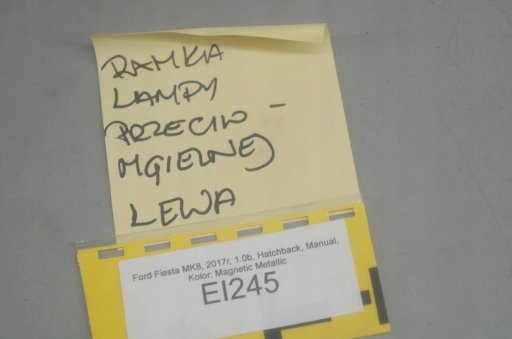 RAMKA
LAMPY
PRZECIW -
MGIELNEJ
LEWA
Ford Fiesta MK8, 2017r, 1.0b, Hatchback, Manual,
Kolor: Magnetic Metallic
EI245